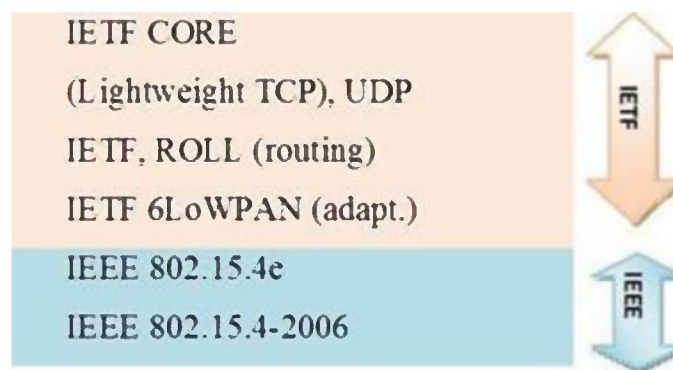 IETF CORE
(Lightweight TCP), UDP
IETF, ROLL (routing)
IETF 6LoWPAN (adapt.)
IEEE 802.15.4e
IEEE 802.15.4-2006
IETF
IEEE